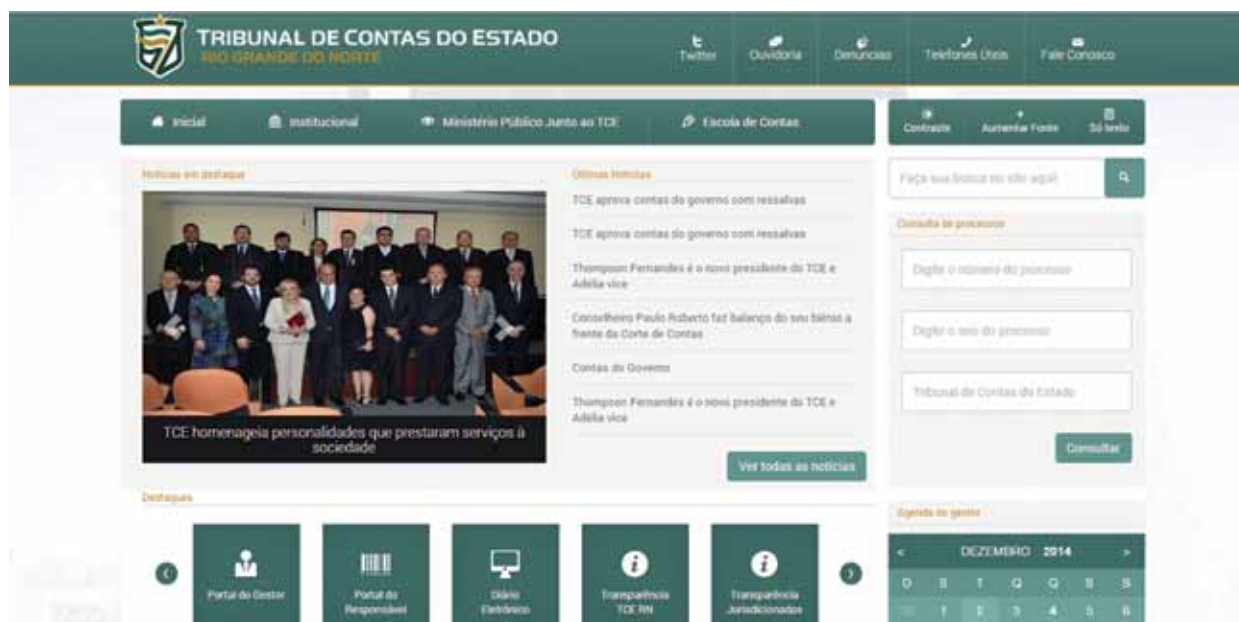 TRIBUNAL DE CONTAS DO ESTADO
RIO GRANDE DO NORTE
Twitter
Ouvidoria
Denúncias
Telefones Úteis
Fale Conosco
Inicial
Institucional
Ministério Público Junto ao TCE
Escola de Contas
Contraste
Aumentar Fonte
Só texto
Notícias em destaque
TCE homenageia personalidades que prestaram serviços à
sociedade
Últimas Notícias
TCE aprova contas do governo com ressalvas
TCE aprova contas do governo com ressalvas
Thompson Fernandes é o novo presidente do TCE e
Adélia vice
Conselheiro Paulo Roberto faz balanço do seu biênio a
frente da Corte de Contas
Contas do Governo
Thompson Fernandes é o novo presidente do TCE e
Adélia vice
Ver todas as notícias
Faça sua busca no site aqui!
Consulta de processos
Digite o número do processo
Digite o ano do processo
Tribunal de Contas do Estado
Consultar
Destaques
Portal do Gestor
Portal do
Responsável
Diário
Eletrônico
Transparência
TCE RN
Transparência
Jurisdicionados
Agenda do gestor
< DEZEMBRO 2014 >
D S T Q Q S S
1 2 3 4 5 6